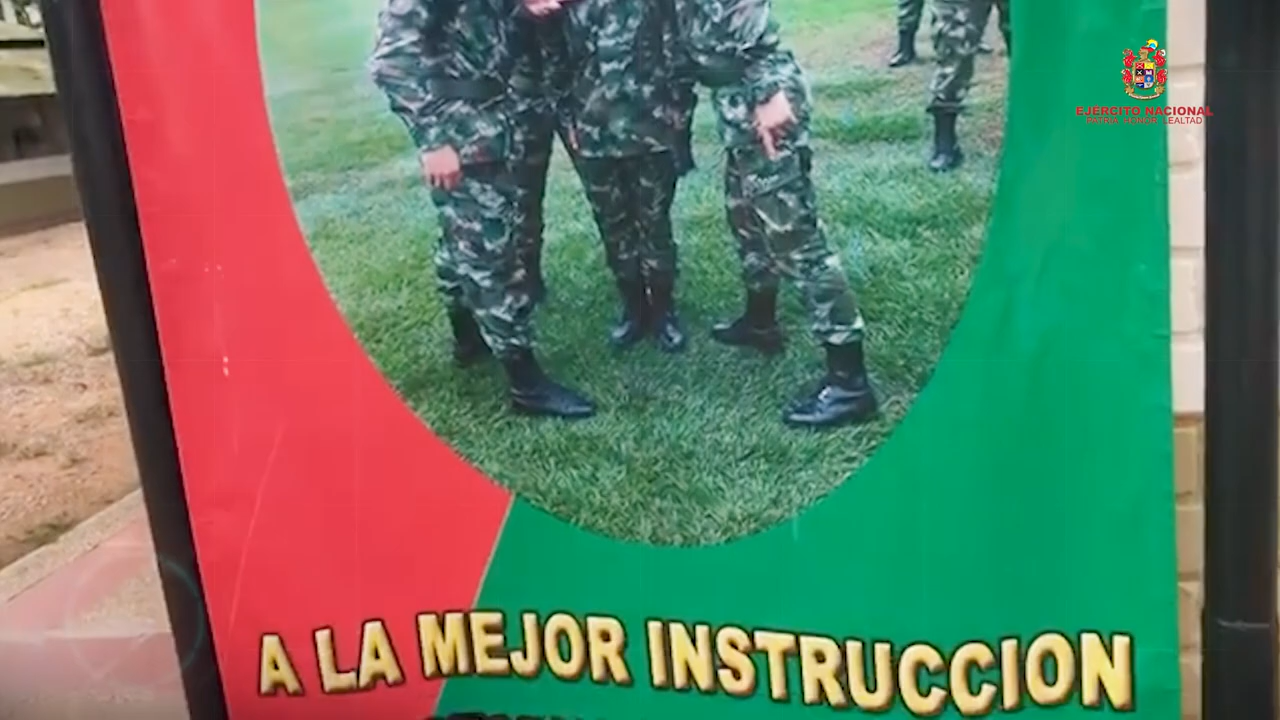 EJERCITO NACIONAL
PATRIA HONOR LEALTAD
A LA MEJOR INSTRUCCION